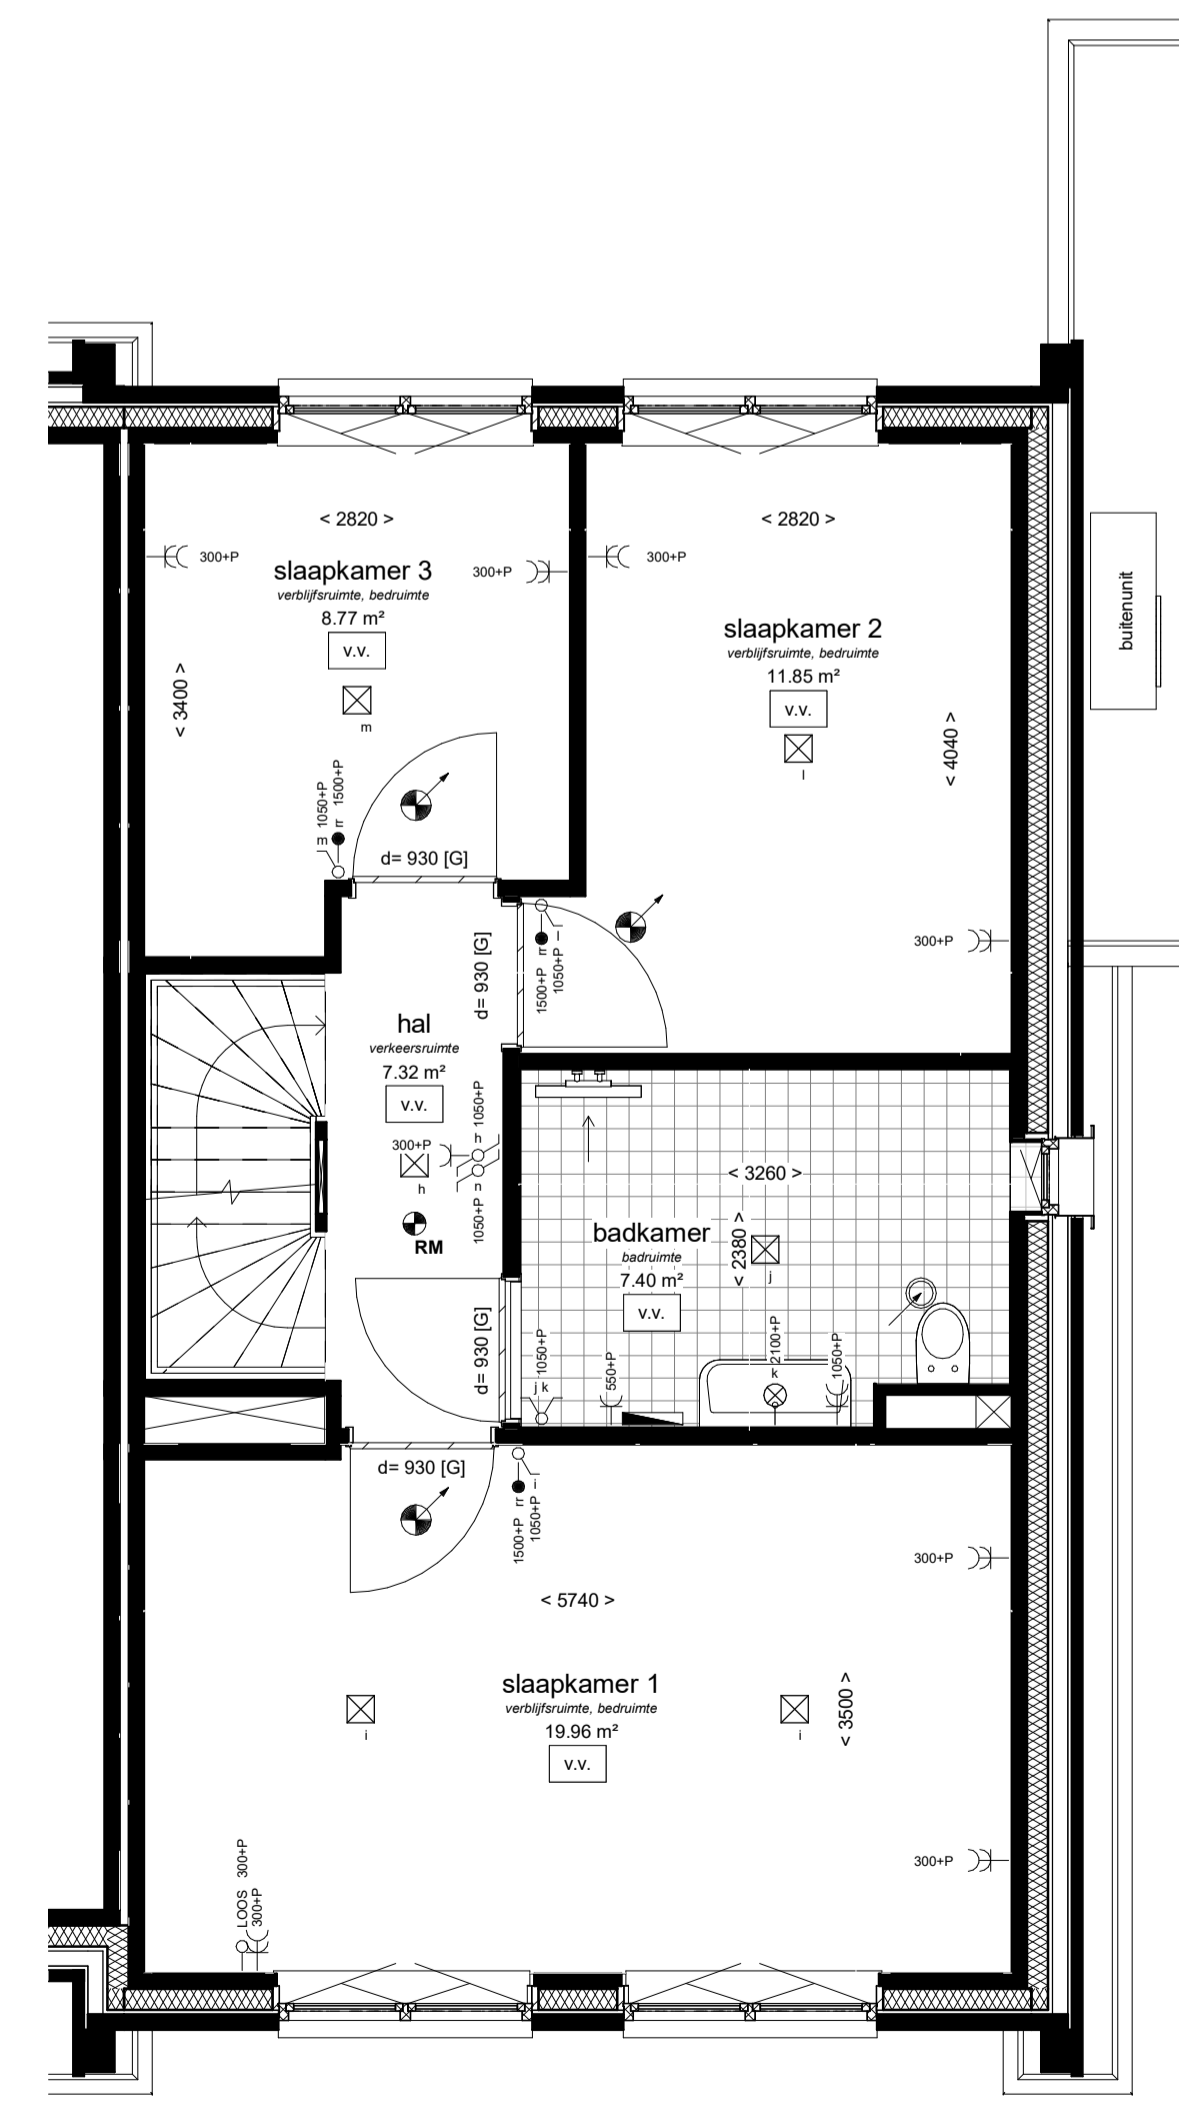 < 2820 >
< 2820 >
300+P
slaapkamer 3
verblijfsruimte, bedruimte
8.77 m²
v.v.
300+P
m
< 3400 >
300+P
slaapkamer 2
verblijfsruimte, bedruimte
11.85 m²
v.v.
l
< 4040 >
300+P
buitenunit
m 1050+P
rr 1500+P
d= 930 [G]
d= 930 [G]
1500+P rr
1050+P l
hal
verkeersruimte
7.32 m²
v.v.
300+P
h
h 1050+P
1050+P n
RM
< 3260 >
badkamer
badruimte
7.40 m²
v.v.
< 2380 >
j
d= 930 [G]
j k 1050+P
550+P
k 2100+P
1050+P
d= 930 [G]
1500+P rr
1050+P i
300+P
< 5740 >
slaapkamer 1
verblijfsruimte, bedruimte
19.96 m²
v.v.
i
i
< 3500 >
300+P
LOOS 300+P
300+P